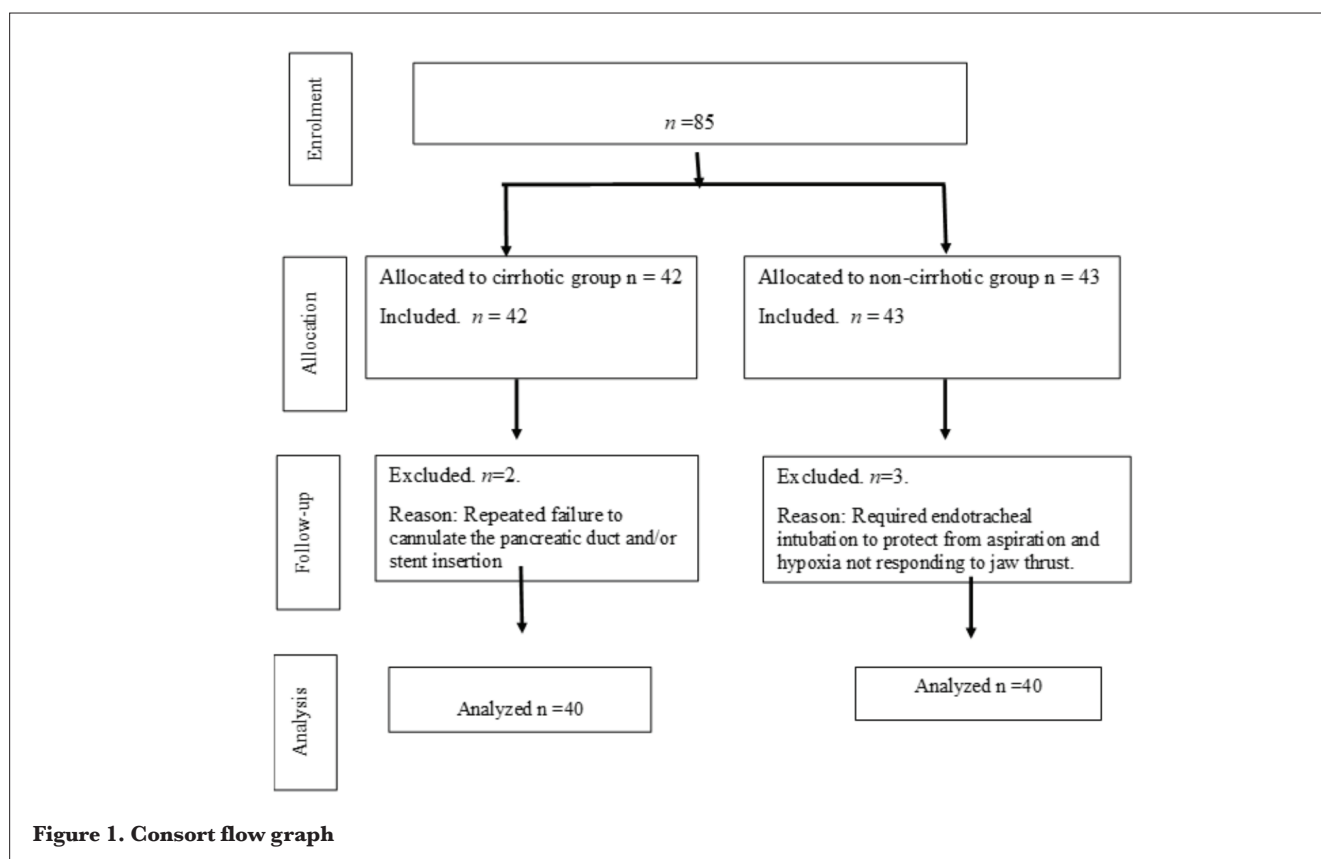 Enrolment
n =85
Allocation
Allocated to cirrhotic group n = 42
Included.  n = 42
Allocated to non-cirrhotic group n = 43
Included.  n = 43
Follow-up
Excluded. n=2.
Reason: Repeated failure to
cannulate the pancreatic duct and/or
stent insertion
Excluded. n=3.
Reason: Required endotracheal
intubation to protect from aspiration and
hypoxia not responding to jaw thrust.
Analysis
Analyzed n =40
Analyzed n =40
Figure 1. Consort flow graph